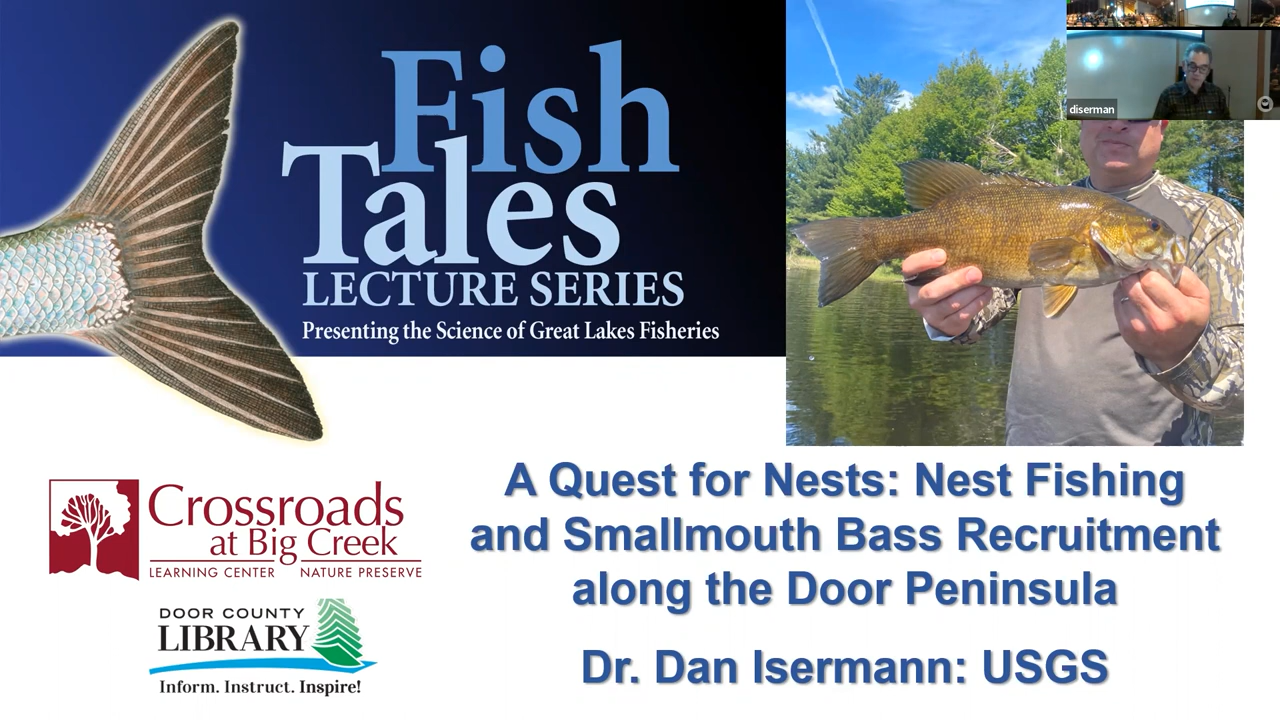 Fish
Tales
LECTURE SERIES
Presenting the Science of Great Lakes Fisheries
diserman
Crossroads
at Big Creek
LEARNING CENTER NATURE PRESERVE
DOOR COUNTY
LIBRARY
Inform. Instruct. Inspire!
A Quest for Nests: Nest Fishing
and Smallmouth Bass Recruitment
along the Door Peninsula
Dr. Dan Isermann: USGS